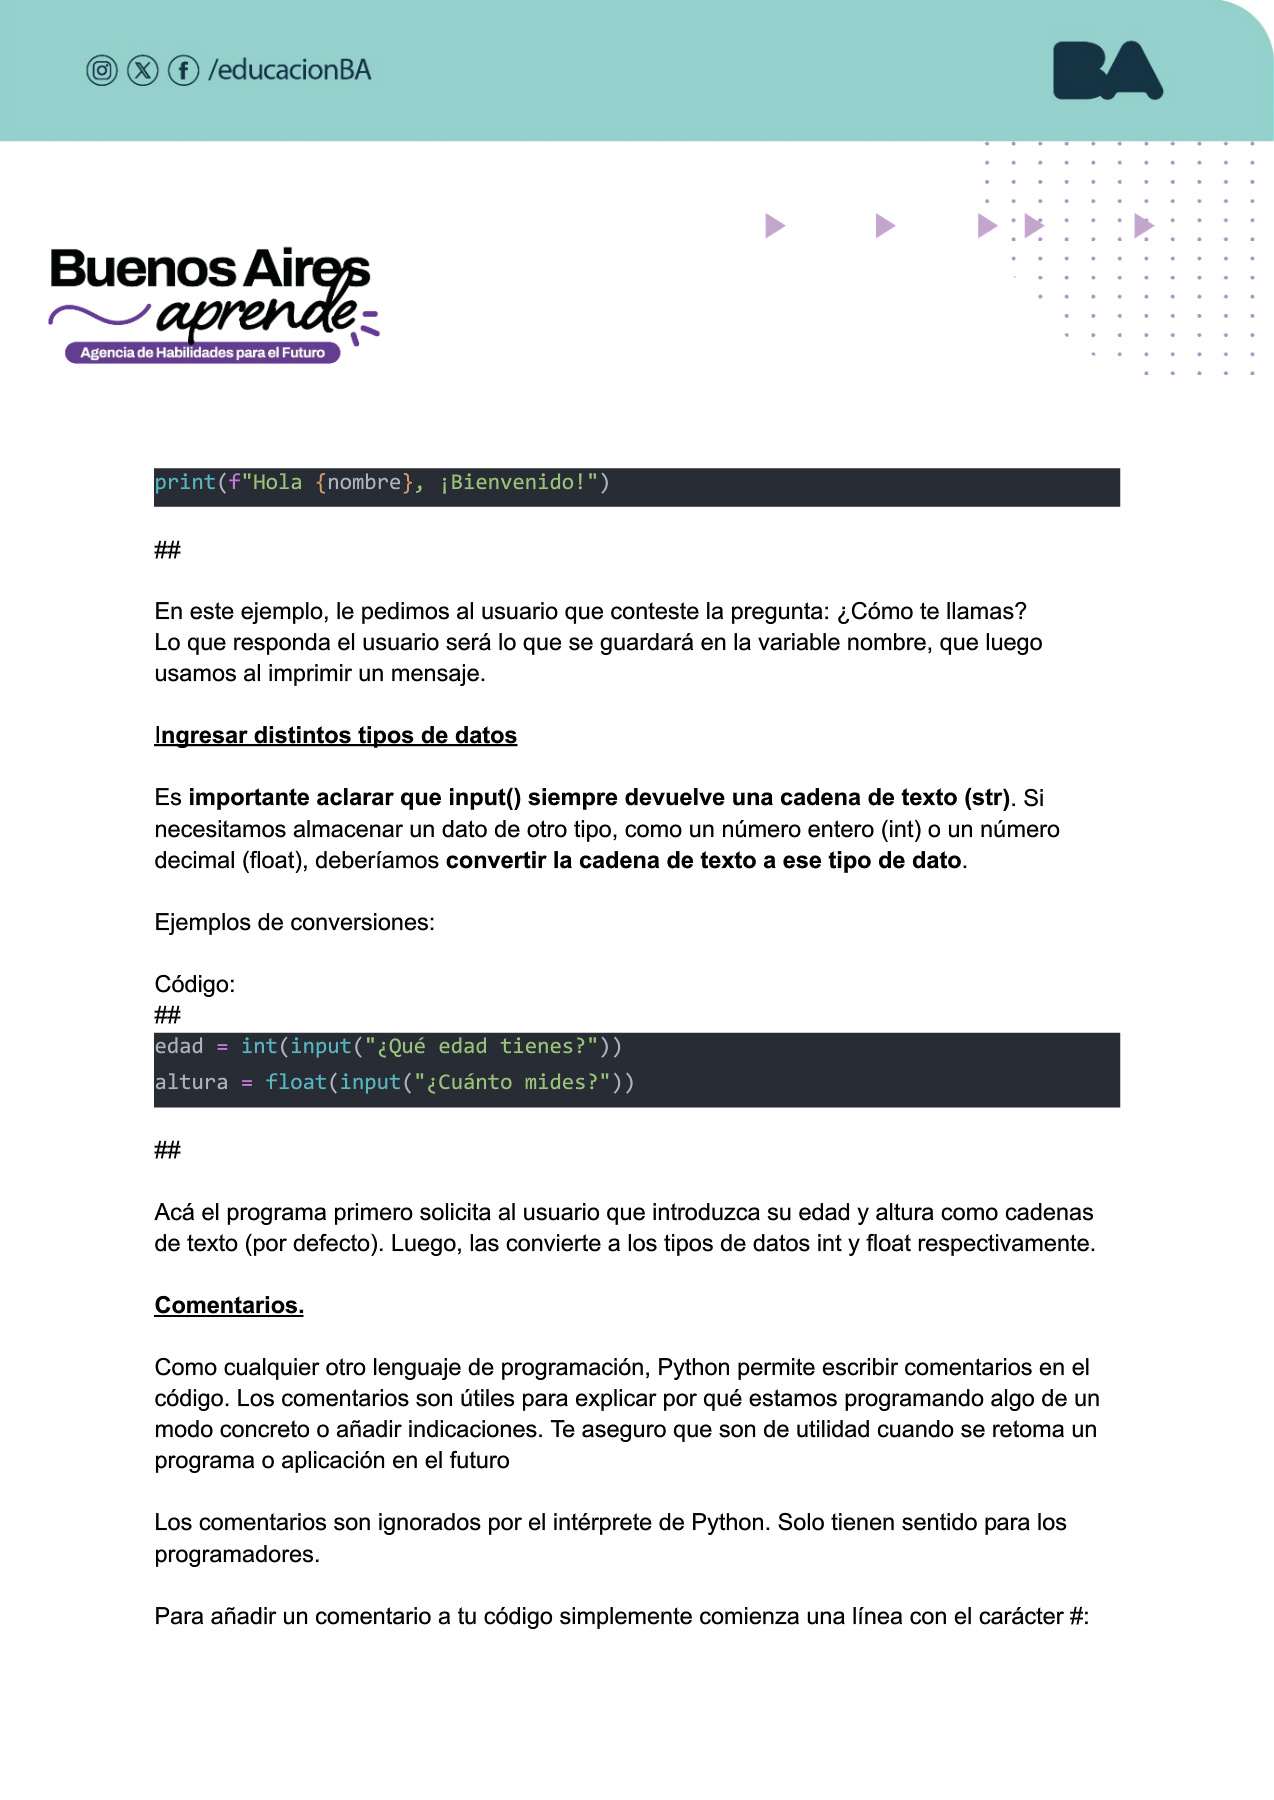 /educacionBA
BA
Buenos Aires
aprende
Agencia de Habilidades para el Futuro
print(f"Hola {nombre}, ¡Bienvenido!")
##
En este ejemplo, le pedimos al usuario que conteste la pregunta: ¿Cómo te llamas?
Lo que responda el usuario será lo que se guardará en la variable nombre, que luego
usamos al imprimir un mensaje.
Ingresar distintos tipos de datos
Es importante aclarar que input() siempre devuelve una cadena de texto (str). Si
necesitamos almacenar un dato de otro tipo, como un número entero (int) o un número
decimal (float), deberíamos convertir la cadena de texto a ese tipo de dato.
Ejemplos de conversiones:
Código:
##
edad = int(input("¿Qué edad tienes?"))
altura = float(input("¿Cuánto mides?"))
##
Acá el programa primero solicita al usuario que introduzca su edad y altura como cadenas
de texto (por defecto). Luego, las convierte a los tipos de datos int y float respectivamente.
Comentarios.
Como cualquier otro lenguaje de programación, Python permite escribir comentarios en el
código. Los comentarios son útiles para explicar por qué estamos programando algo de un
modo concreto o añadir indicaciones. Te aseguro que son de utilidad cuando se retoma un
programa o aplicación en el futuro
Los comentarios son ignorados por el intérprete de Python. Solo tienen sentido para los
programadores.
Para añadir un comentario a tu código simplemente comienza una línea con el carácter #: